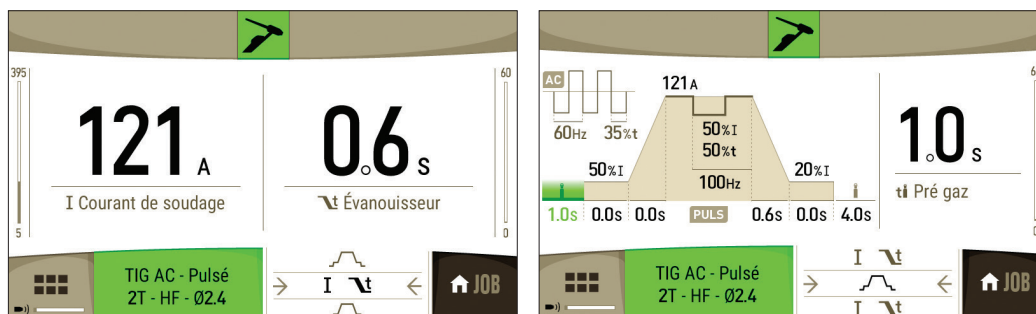 395
60
121 A
0.6 s
I Courant de soudage
t Évanouisseur
5
0
TIG AC - Pulsé
2T - HF - Ø2.4
I t
JOB
AC
121 A
60Hz 35%t
50%I
50%t
100Hz
50%I
20%I
1.0s 0.0s 0.0s PULS 0.6s 0.0s 4.0s
1.0 s
t Pré gaz
TIG AC - Pulsé
2T - HF - Ø2.4
I t
I t
JOB